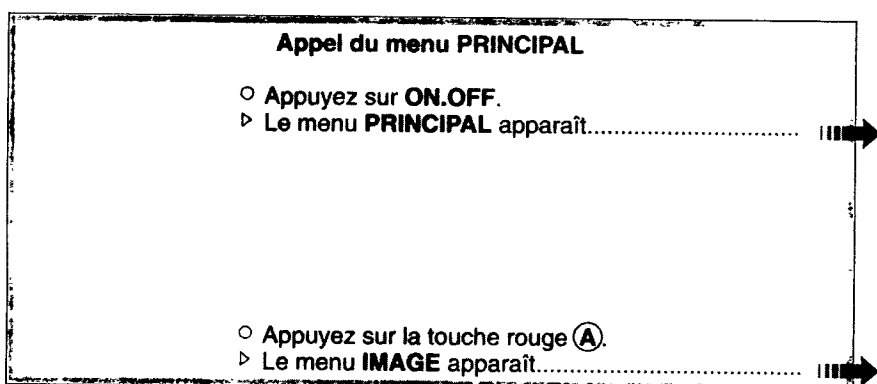 Appel du menu PRINCIPAL
○ Appuyez sur ON.OFF.
▷ Le menu PRINCIPAL apparaît................................
○ Appuyez sur la touche rouge Ⓐ.
▷ Le menu IMAGE apparaît........................................